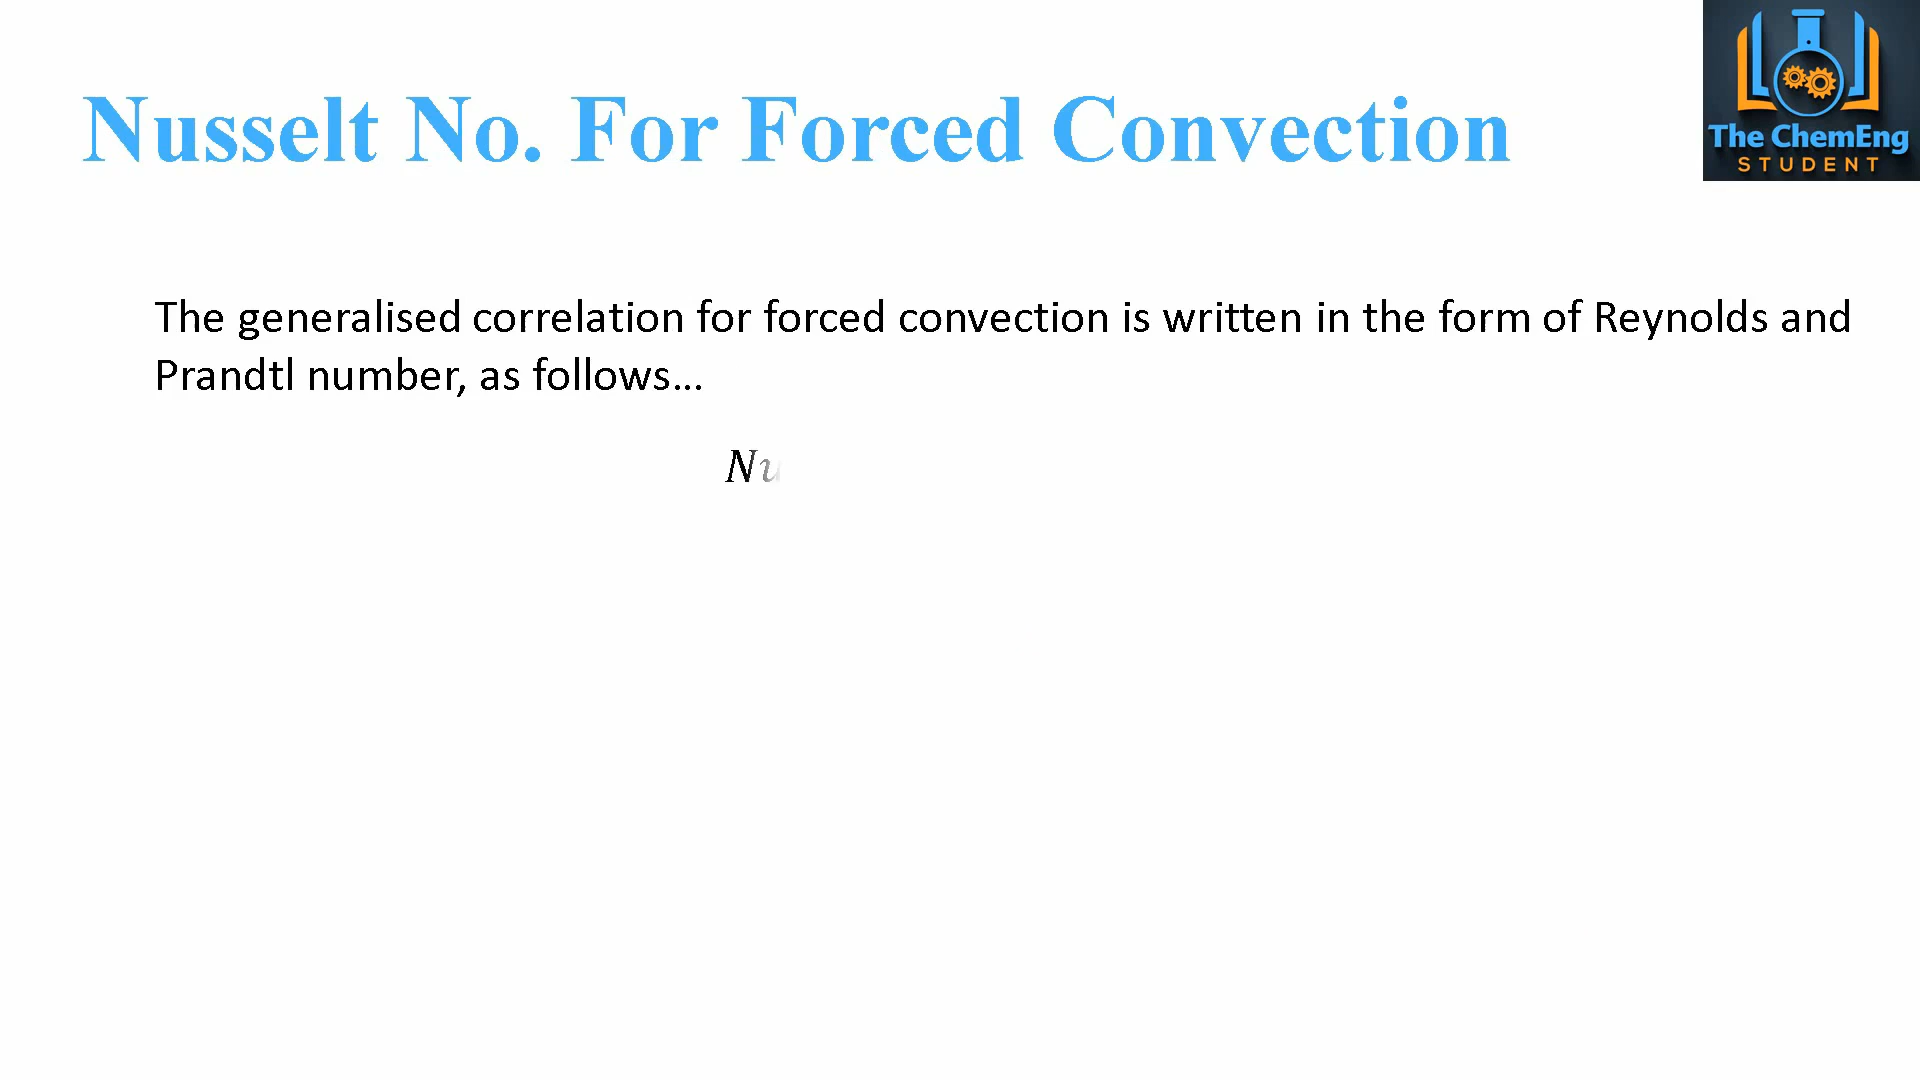 Nusselt No. For Forced Convection
The ChemEng
STUDENT
The generalised correlation for forced convection is written in the form of Reynolds and
Prandtl number, as follows...
Nu